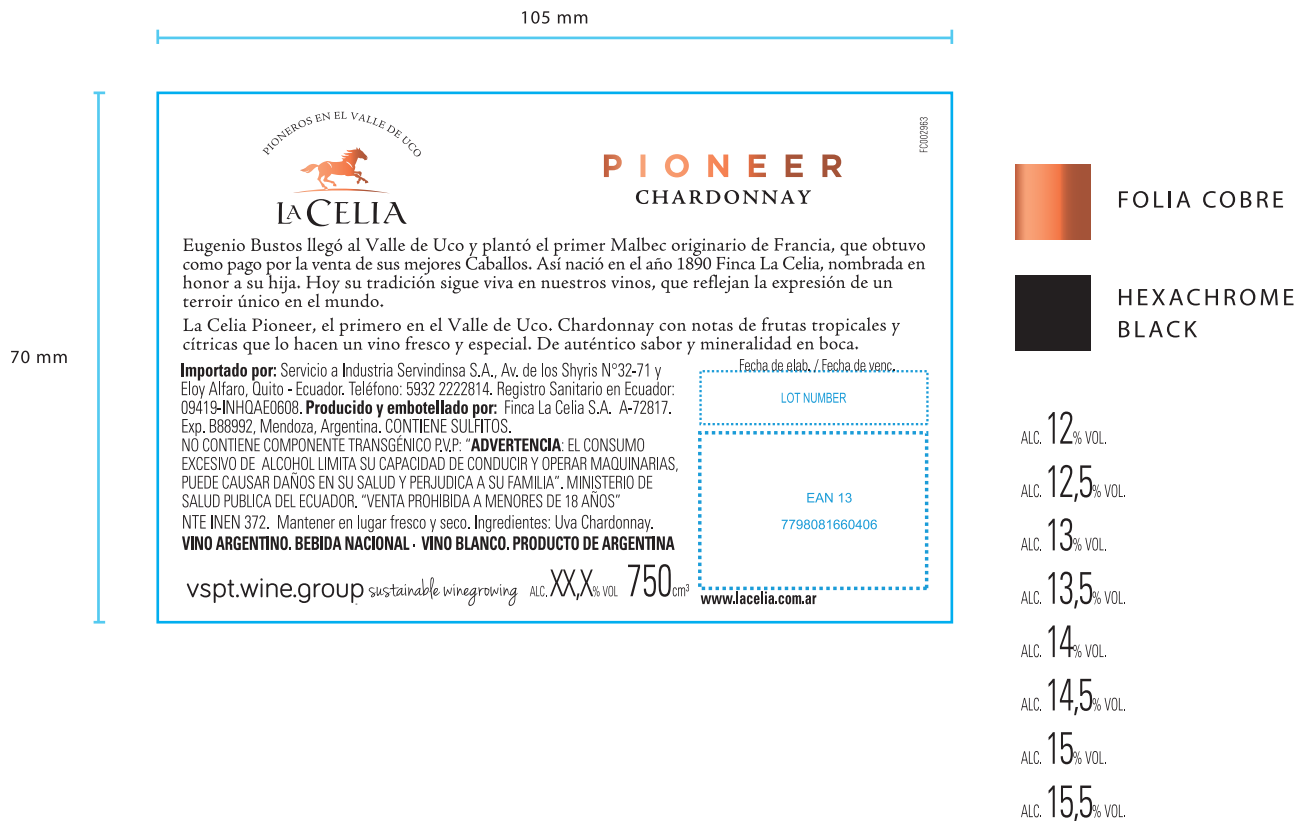 105 mm
70 mm
PIONEROS EN EL VALLE DE UCO
LA CELIA
PIONEER
CHARDONNAY
FC002963
Eugenio Bustos llegó al Valle de Uco y plantó el primer Malbec originario de Francia, que obtuvo
como pago por la venta de sus mejores Caballos. Así nació en el año 1890 Finca La Celia, nombrada en
honor a su hija. Hoy su tradición sigue viva en nuestros vinos, que reflejan la expresión de un
terroir único en el mundo.
La Celia Pioneer, el primero en el Valle de Uco. Chardonnay con notas de frutas tropicales y
cítricas que lo hacen un vino fresco y especial. De auténtico sabor y mineralidad en boca.
Importado por: Servicio a Industria Servindinsa S.A., Av. de los Shyris N°32-71 y
Eloy Alfaro, Quito - Ecuador. Teléfono: 5932 2222814. Registro Sanitario en Ecuador:
09419-INHQAE0608. Producido y embotellado por: Finca La Celia S.A. A-72817.
Exp. B88992, Mendoza, Argentina. CONTIENE SULFITOS.
NO CONTIENE COMPONENTE TRANSGÉNICO P.V.P: “ADVERTENCIA: EL CONSUMO
EXCESIVO DE ALCOHOL LIMITA SU CAPACIDAD DE CONDUCIR Y OPERAR MAQUINARIAS,
PUEDE CAUSAR DAÑOS EN SU SALUD Y PERJUDICA A SU FAMILIA”. MINISTERIO DE
SALUD PUBLICA DEL ECUADOR. “VENTA PROHIBIDA A MENORES DE 18 AÑOS”
NTE INEN 372. Mantener en lugar fresco y seco. Ingredientes: Uva Chardonnay.
VINO ARGENTINO. BEBIDA NACIONAL · VINO BLANCO. PRODUCTO DE ARGENTINA
vspt.wine.group sustainable winegrowing ALC. XX,X% VOL 750cm³
Fecha de elab. / Fecha de venc.
LOT NUMBER
EAN 13
7798081660406
www.lacelia.com.ar
FOLIA COBRE
HEXACHROME
BLACK
ALC. 12% VOL.
ALC. 12,5% VOL.
ALC. 13% VOL.
ALC. 13,5% VOL.
ALC. 14% VOL.
ALC. 14,5% VOL.
ALC. 15% VOL.
ALC. 15,5% VOL.